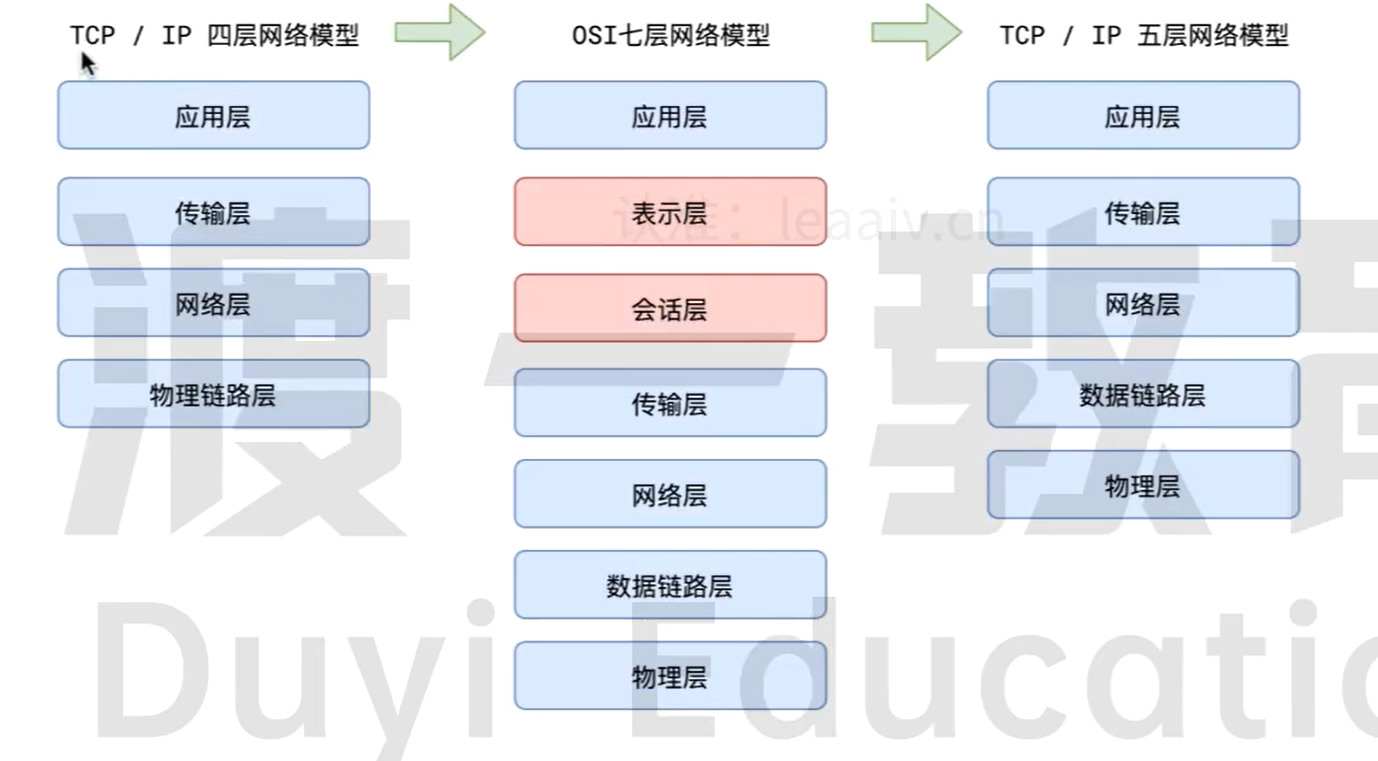 TCP / IP 四层网络模型
应用层
传输层
网络层
物理链路层
OSI七层网络模型
应用层
表示层
会话层
传输层
网络层
数据链路层
物理层
TCP / IP 五层网络模型
应用层
传输层
网络层
数据链路层
物理层
认准：leaaiv.cn
渡一教育
Duyi Educatio